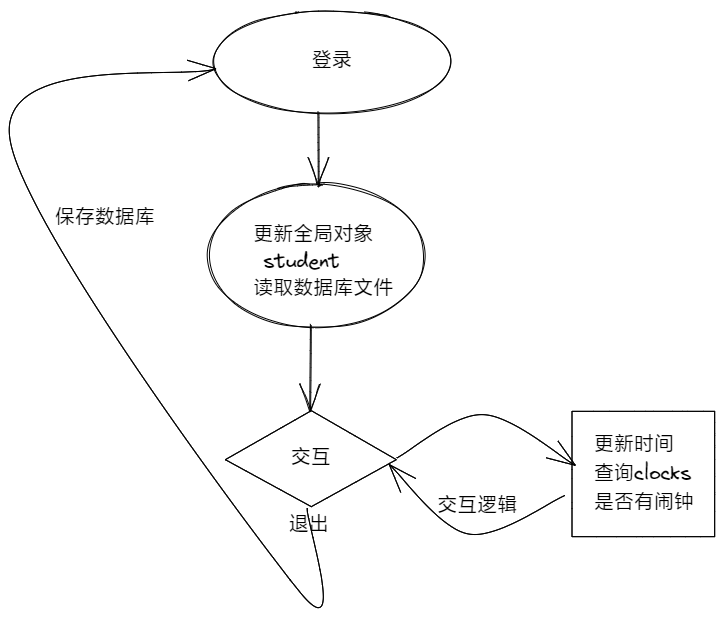 登录
保存数据库
更新全局对象
student
读取数据库文件
交互
更新时间
查询clocks
是否有闹钟
交互逻辑
退出